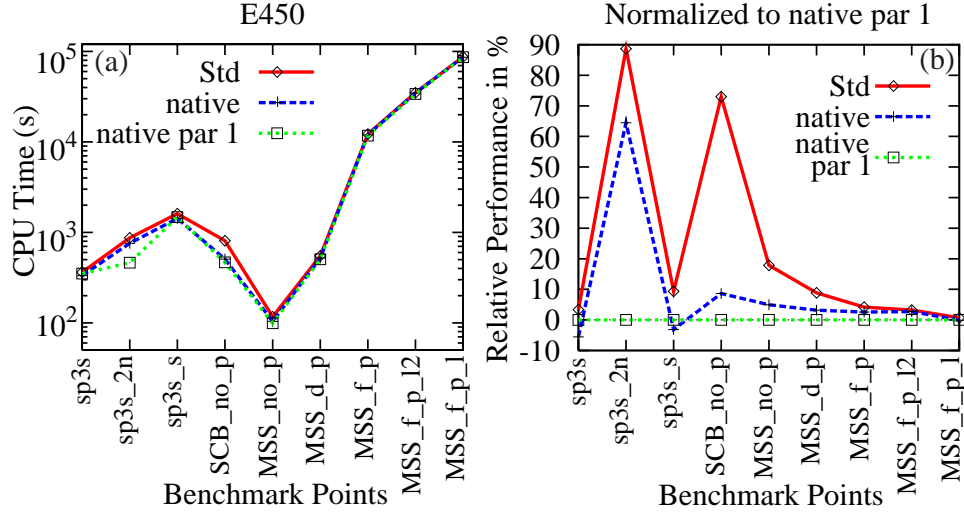 E450
(a)
Std
native
native par 1
CPU Time (s)
10^5
10^4
10^3
10^2
sp3s
sp3s_2n
sp3s_s
SCB_no_p
MSS_no_p
MSS_d_p
MSS_f_p
MSS_f_p_12
MSS_f_p_1
Benchmark Points
Normalized to native par 1
(b)
Std
native
native
par 1
Relative Performance in %
90
80
70
60
50
40
30
20
10
0
-10
sp3s
sp3s_2n
sp3s_s
SCB_no_p
MSS_no_p
MSS_d_p
MSS_f_p
MSS_f_p_12
MSS_f_p_1
Benchmark Points